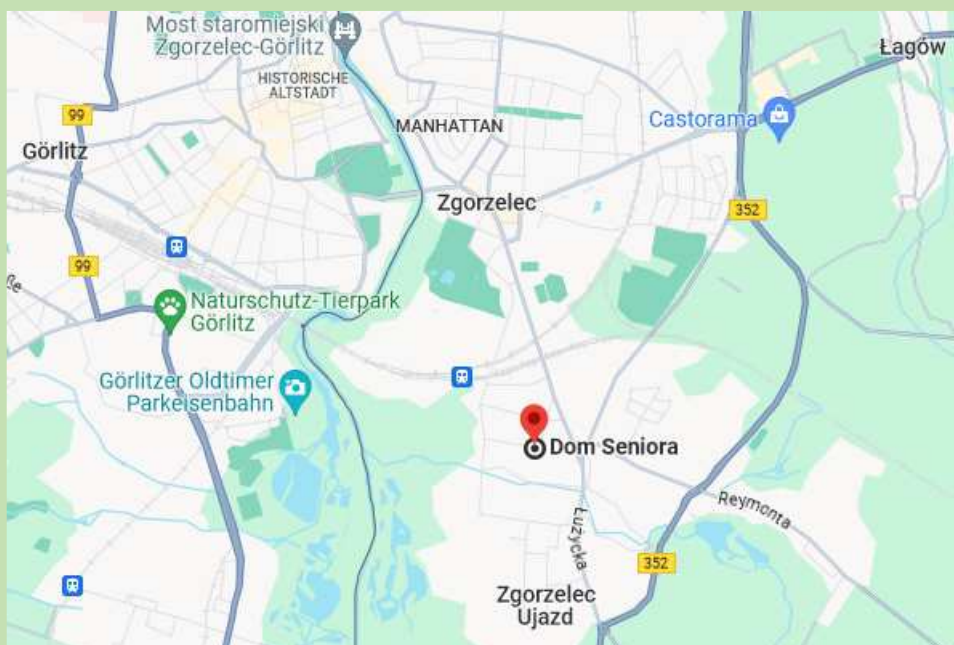 Most staromiejski
Zgorzelec-Görlitz
Łagów
HISTORISCHE
ALTSTADT
99
Castorama
MANHATTAN
Görlitz
Zgorzelec
352
99
Naturschutz-Tierpark
Görlitz
Görlitzer Oldtimer
Parkeisenbahn
Dom Seniora
Reymonta
Łużycka
352
Zgorzelec
Ujazd